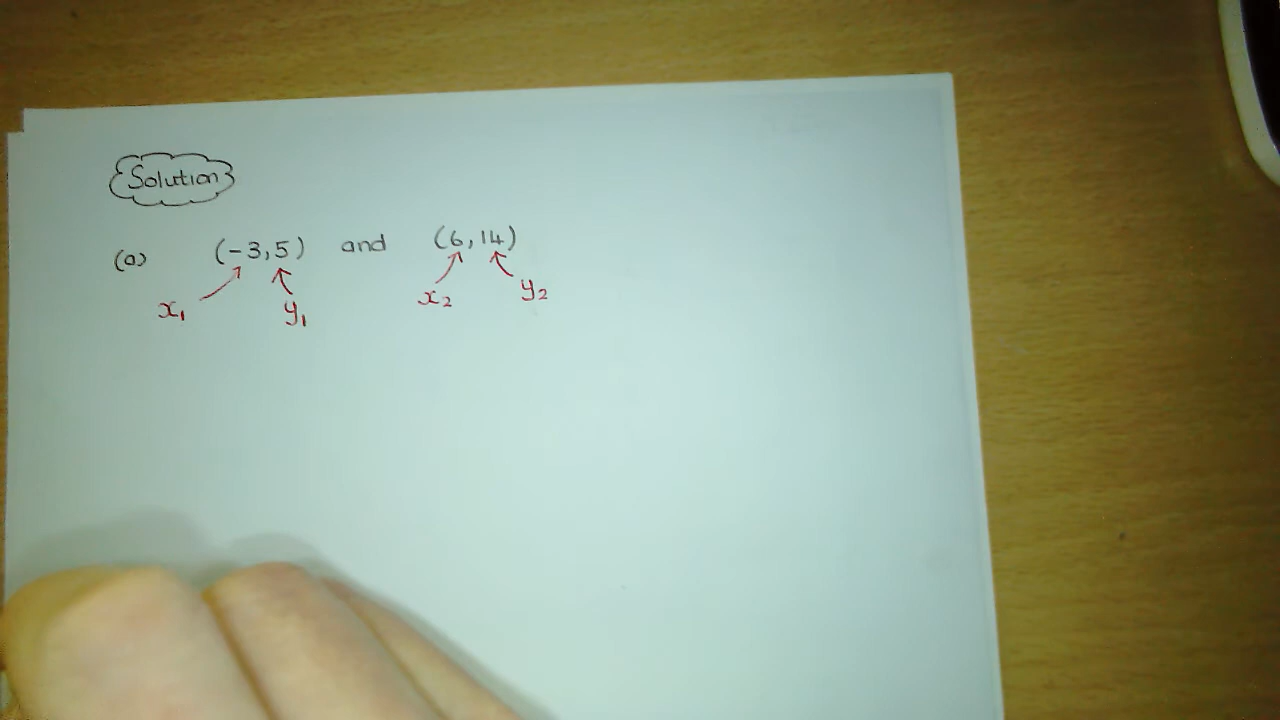 Solution
(a) (-3,5) and (6,14)
x₁ y₁ x₂ y₂